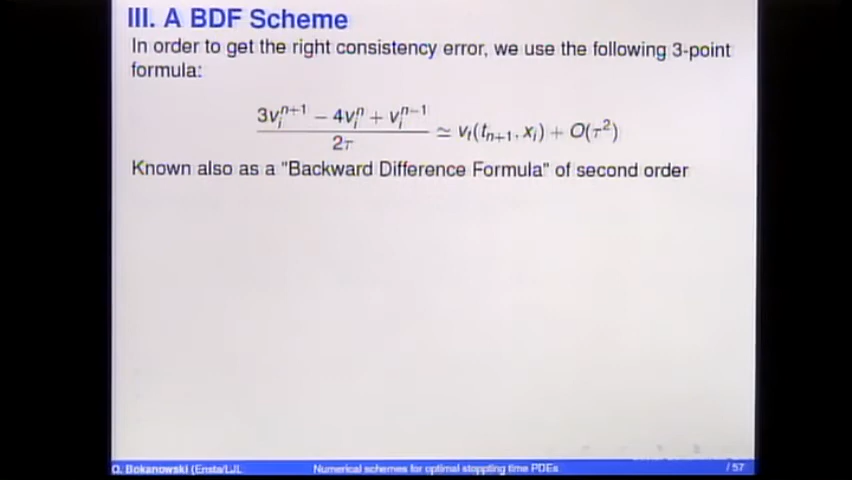 III. A BDF Scheme
In order to get the right consistency error, we use the following 3-point
formula:
(3v_i^{n+1} − 4v_i^n + v_i^{n−1}) / 2τ ≃ v_t(t_{n+1}, x_i) + O(τ²)
Known also as a "Backward Difference Formula" of second order
O. Bokanowski (Ensta/LJL Numerical schemes for optimal stoppting time PDEs / 57